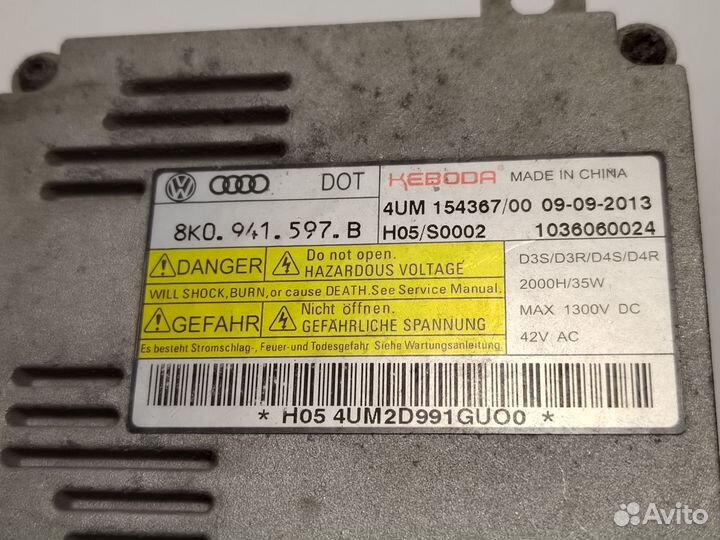 DOT
KEBODA MADE IN CHINA
8K0.941.597.B
4UM 154367/00 09-09-2013
H05/S0002 1036060024
DANGER Do not open.
HAZARDOUS VOLTAGE
WILL SHOCK,BURN,or cause DEATH.See Service Manual.
GEFAHR Nicht öffnen.
GEFÄHRLICHE SPANNUNG
Es besteht Stromschlag-, Feuer-und Todesgefahr Siehe Wartungsanleitung.
D3S/D3R/D4S/D4R
2000H/35W
MAX 1300V DC
42V AC
* H05 4UM2D991GUO0 *
Avito